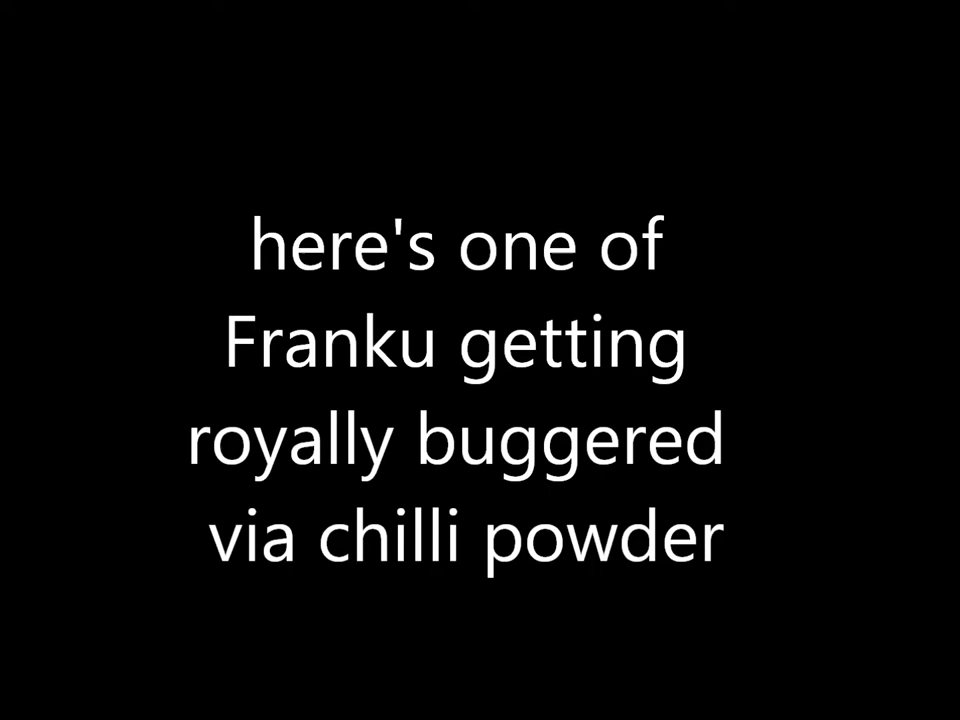 here's one of
Franku getting
royally buggered
via chilli powder